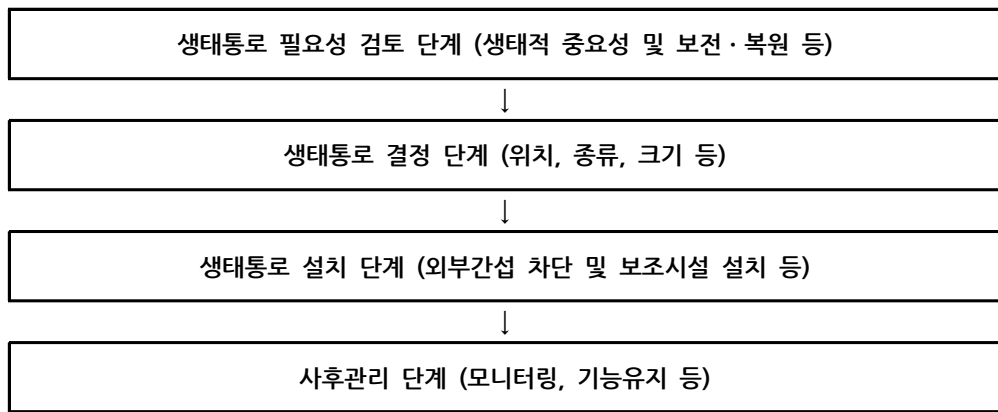 생태통로 필요성 검토 단계 (생태적 중요성 및 보전·복원 등)
↓
생태통로 결정 단계 (위치, 종류, 크기 등)
↓
생태통로 설치 단계 (외부간섭 차단 및 보조시설 설치 등)
↓
사후관리 단계 (모니터링, 기능유지 등)